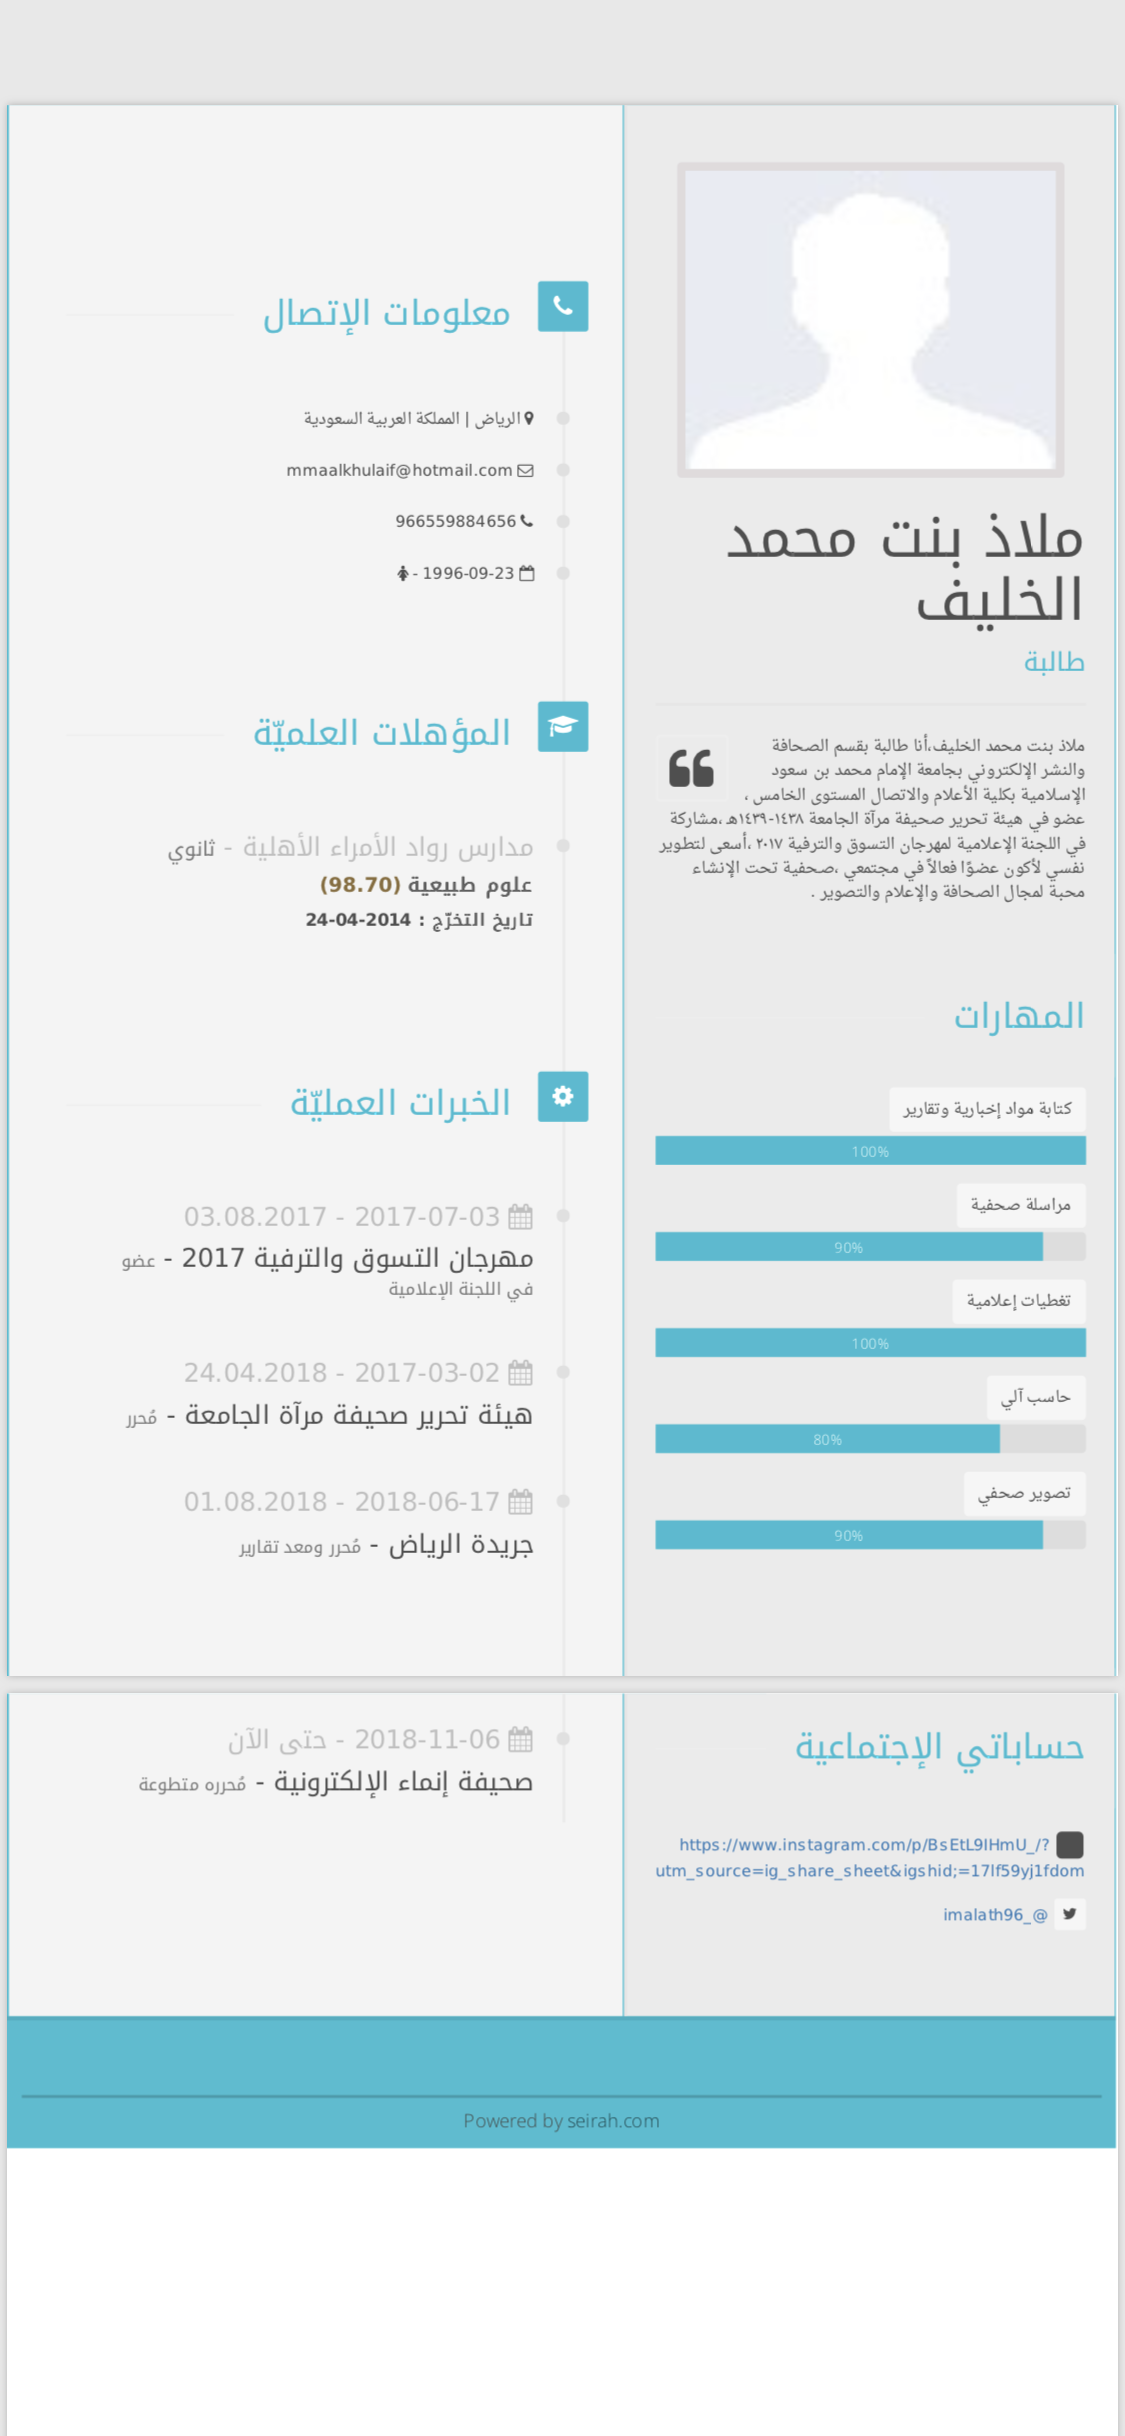 ملاذ بنت محمد
الخليف
طالبة
ملاذ بنت محمد الخليف،أنا طالبة بقسم الصحافة
والنشر الإلكتروني بجامعة الإمام محمد بن سعود
الإسلامية بكلية الأعلام والاتصال المستوى الخامس ،
عضو في هيئة تحرير صحيفة مرآة الجامعة ١٤٣٨-١٤٣٩هـ ،مشاركة
في اللجنة الإعلامية لمهرجان التسوق والترفية ٢٠١٧ ،أسعى لتطوير
نفسي لأكون عضوًا فعالاً في مجتمعي ،صحفية تحت الإنشاء
محبة لمجال الصحافة والإعلام والتصوير .
المهارات
كتابة مواد إخبارية وتقارير
100%
مراسلة صحفية
90%
تغطيات إعلامية
100%
حاسب آلي
80%
تصوير صحفي
90%
معلومات الإتصال
الرياض | المملكة العربية السعودية
mmaalkhulaif@hotmail.com
966559884656
1996-09-23 -
المؤهلات العلميّة
مدارس رواد الأمراء الأهلية - ثانوي
علوم طبيعية (98.70)
تاريخ التخرّج : 2014-04-24
الخبرات العمليّة
2017-07-03 - 03.08.2017
مهرجان التسوق والترفية 2017 - عضو
في اللجنة الإعلامية
2017-03-02 - 24.04.2018
هيئة تحرير صحيفة مرآة الجامعة - مُحرر
2018-06-17 - 01.08.2018
جريدة الرياض - مُحرر ومعد تقارير
حساباتي الإجتماعية
https://www.instagram.com/p/BsEtL9IHmU_/?
utm_source=ig_share_sheet&igshid;=17lf59yj1fdom
imalath96_@
2018-11-06 - حتى الآن
صحيفة إنماء الإلكترونية - مُحرره متطوعة
Powered by seirah.com